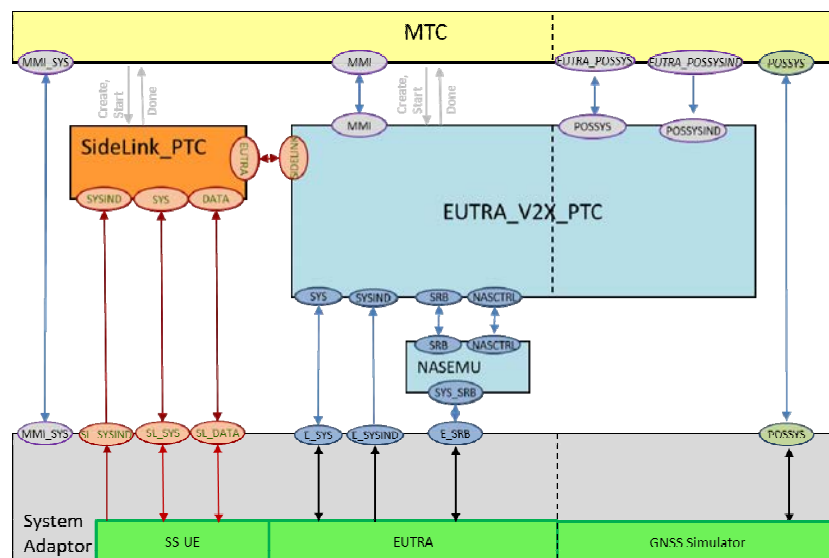 MTC
MMI_SYS
MMI
EUTRA_POSSYS
EUTRA_POSSYSIND
POSSYS
Create,
Start
Done
Create,
Start
Done
MMI
POSSYS
POSSYSIND
SideLink_PTC
EUTRA
SIDELINK
SYSIND
SYS
DATA
EUTRA_V2X_PTC
SYS
SYSIND
SRB
NASCTRL
SRB
NASCTRL
NASEMU
SYS_SRB
MMI_SYS
SL_SYSIND
SL_SYS
SL_DATA
E_SYS
E_SYSIND
E_SRB
POSSYS
System
Adaptor
SS UE
EUTRA
GNSS Simulator